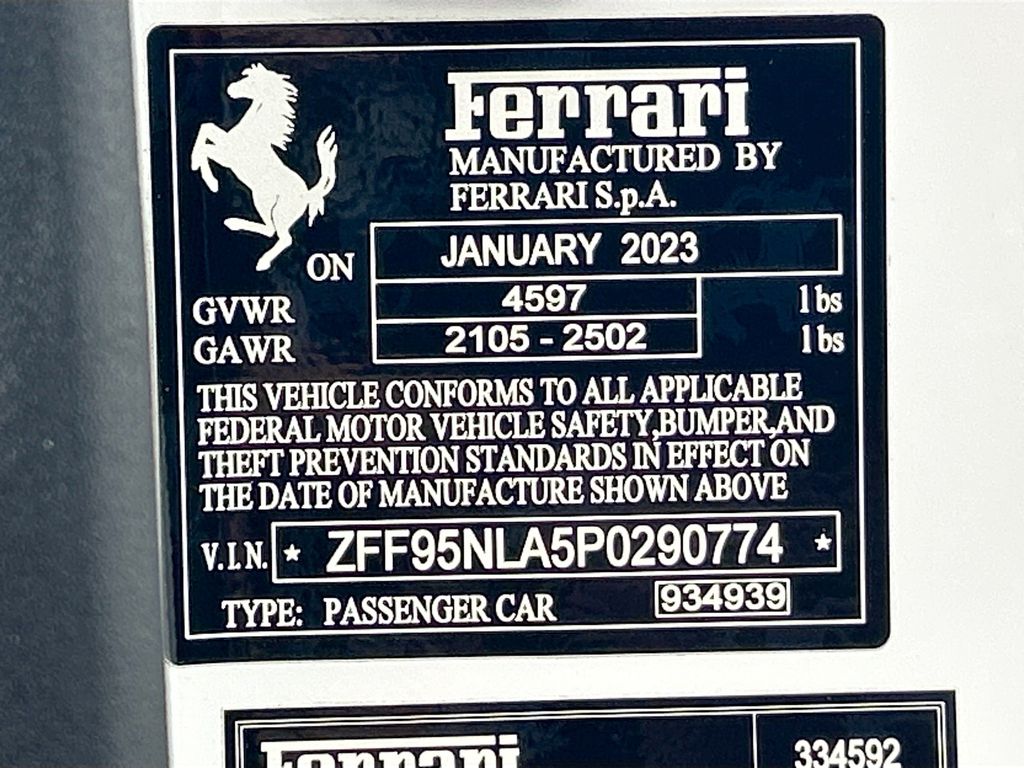 Ferrari
MANUFACTURED BY
FERRARI S.p.A.
ON JANUARY 2023
GVWR 4597 lbs
GAWR 2105 - 2502 lbs
THIS VEHICLE CONFORMS TO ALL APPLICABLE
FEDERAL MOTOR VEHICLE SAFETY,BUMPER,AND
THEFT PREVENTION STANDARDS IN EFFECT ON
THE DATE OF MANUFACTURE SHOWN ABOVE
V.I.N. * ZFF95NLA5P0290774 *
TYPE: PASSENGER CAR 934939
Ferrari 334592